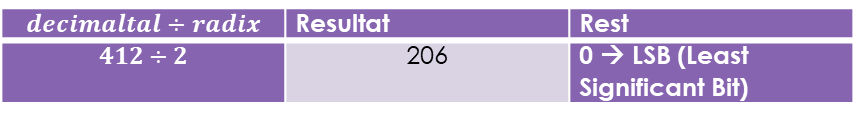 decimaltal ÷ radix Resultat Rest
412 ÷ 2 206 0 → LSB (Least
Significant Bit)